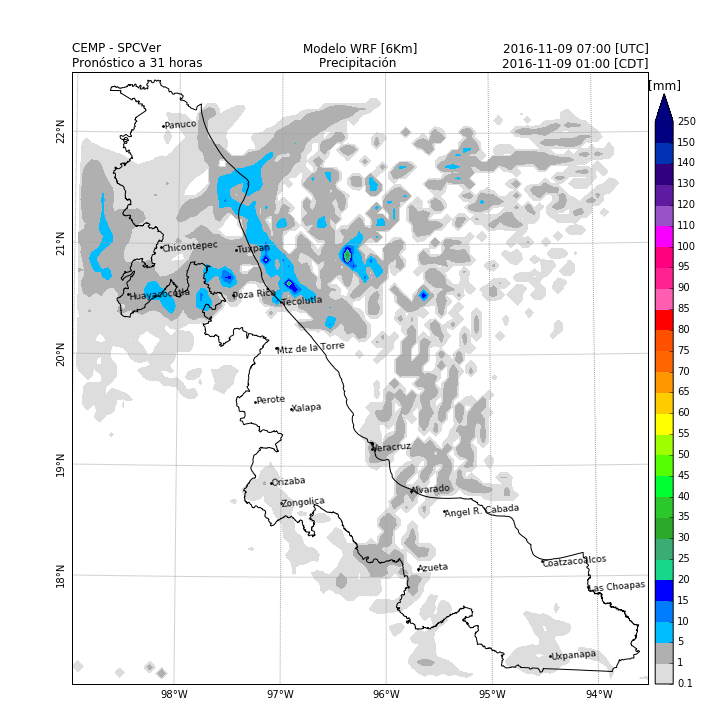 CEMP - SPCVer Modelo WRF [6Km] 2016-11-09 07:00 [UTC]
Pronóstico a 31 horas Precipitación 2016-11-09 01:00 [CDT]
[mm]
250
150
140
130
120
110
100
95
90
85
80
75
70
65
60
55
50
45
40
35
30
25
20
15
10
5
1
0.1
22°N
21°N
20°N
19°N
18°N
Panuco
Chicontepec
Tuxpan
Huayacocotla
Poza Rica
Tecolutla
Mtz de la Torre
Perote
Xalapa
Veracruz
Orizaba
Zongolica
Alvarado
Angel R. Cabada
Azueta
Coatzacoalcos
Las Choapas
Uxpanapa
98°W 97°W 96°W 95°W 94°W